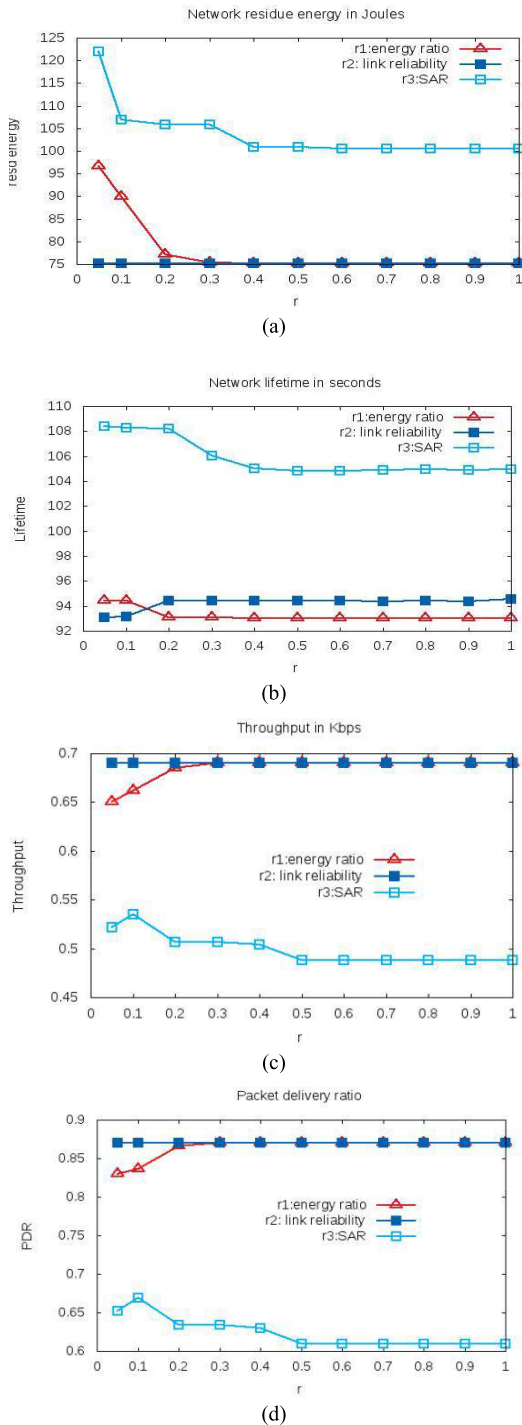 Network residue energy in Joules
125
120
115
110
105
100
95
90
85
80
75
resd energy
r1:energy ratio
r2: link reliability
r3:SAR
0 0.1 0.2 0.3 0.4 0.5 0.6 0.7 0.8 0.9 1
r
(a)
Network lifetime in seconds
110
108
106
104
102
100
98
96
94
92
Lifetime
r1:energy ratio
r2: link reliability
r3:SAR
0 0.1 0.2 0.3 0.4 0.5 0.6 0.7 0.8 0.9 1
r
(b)
Throughput in Kbps
0.7
0.65
0.6
0.55
0.5
0.45
Throughput
r1:energy ratio
r2: link reliability
r3:SAR
0 0.1 0.2 0.3 0.4 0.5 0.6 0.7 0.8 0.9 1
r
(c)
Packet delivery ratio
0.9
0.85
0.8
0.75
0.7
0.65
0.6
PDR
r1:energy ratio
r2: link reliability
r3:SAR
0 0.1 0.2 0.3 0.4 0.5 0.6 0.7 0.8 0.9 1
r
(d)